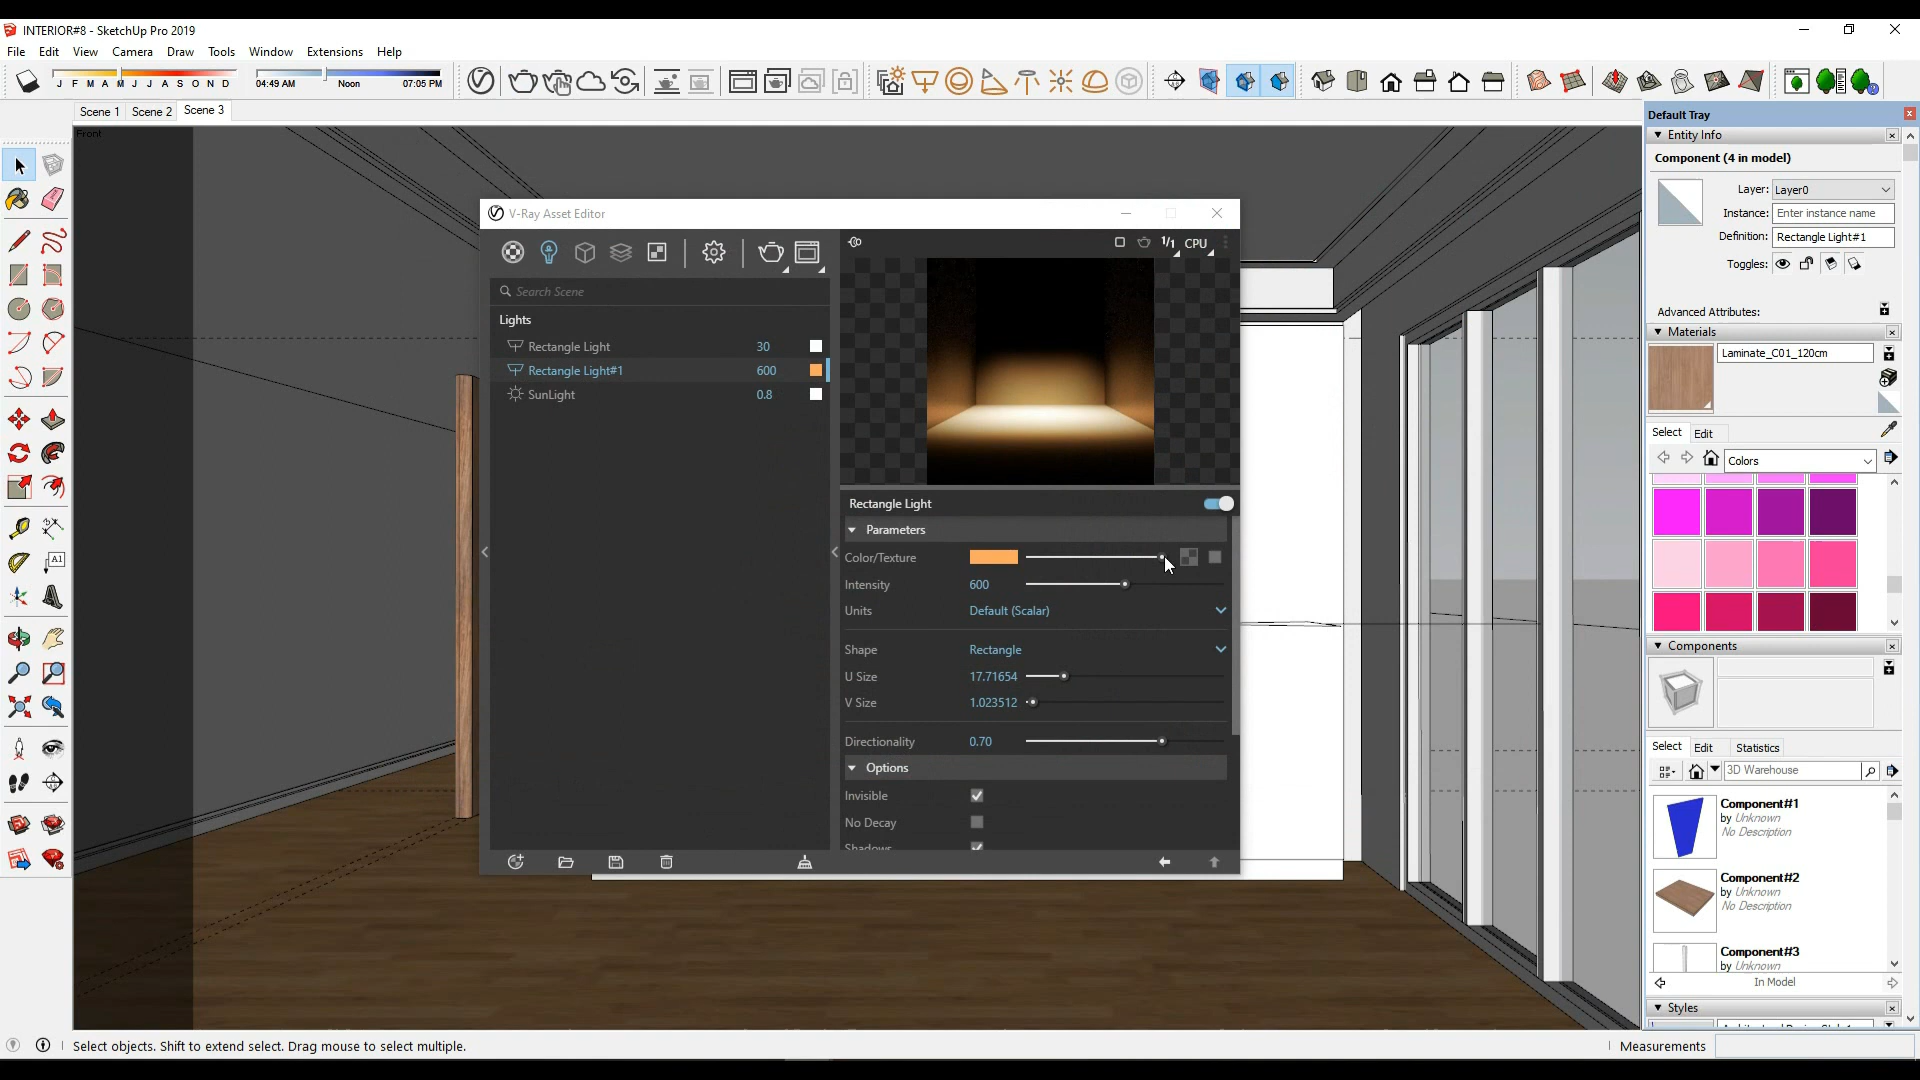 INTERIOR#8 - SketchUp Pro 2019
File Edit View Camera Draw Tools Window Extensions Help
J F M A M J J A S O N D
04:49 AM Noon 07:05 PM
Scene 1 Scene 2 Scene 3
Front
A1
V-Ray Asset Editor
Search Scene
Lights
Rectangle Light 30
Rectangle Light#1 600
SunLight 0.8
1/1 CPU
Rectangle Light
Parameters
Color/Texture
Intensity 600
Units Default (Scalar)
Shape Rectangle
U Size 17.71654
V Size 1.023512
Directionality 0.70
Options
Invisible
No Decay
Shadows
Default Tray
Entity Info
Component (4 in model)
Layer: Layer0
Instance: Enter instance name
Definition: Rectangle Light#1
Toggles:
Advanced Attributes:
Materials
Laminate_C01_120cm
Select Edit
Colors
Components
Select Edit Statistics
3D Warehouse
Component#1
by Unknown
No Description
Component#2
by Unknown
No Description
Component#3
by Unknown
In Model
Styles
Select objects. Shift to extend select. Drag mouse to select multiple.
Measurements